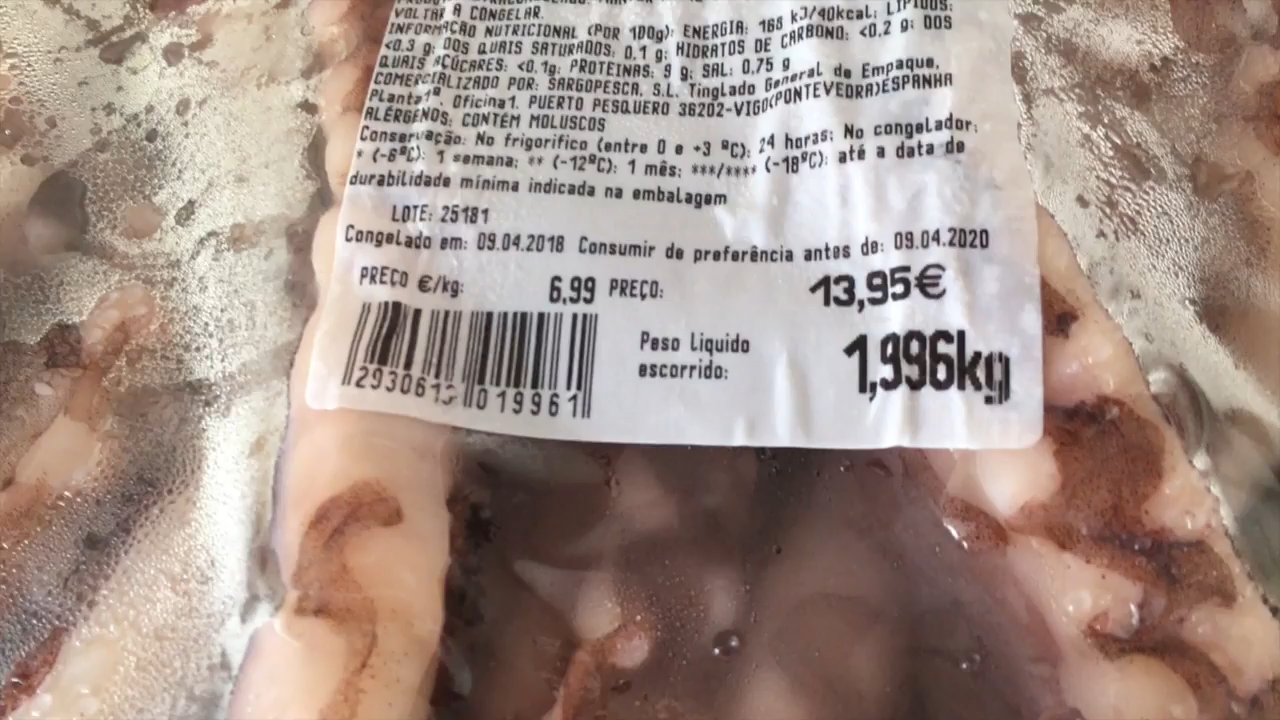 VOLTAR A CONGELAR.
INFORMAÇÃO NUTRICIONAL (POR 100g): ENERGIA: 168 kJ/40kcal; LIPIDOS:
<0.3 g; DOS QUAIS SATURADOS: 0,1 g; HIDRATOS DE CARBONO: <0.2 g; DOS
QUAIS AÇÚCARES: <0.1g; PROTEINAS: 9 g; SAL: 0,75 g
COMERCIALIZADO POR: SARGOPESCA, S.L. Tinglado General de Empaque,
Planta1ª, Oficina1. PUERTO PESQUERO 36202-VIGO(PONTEVEDRA)ESPANHA
ALÉRGENOS: CONTÉM MOLUSCOS
Conservação: No frigorifico (entre 0 e +3 ºC): 24 horas; No congelador:
* (-6ºC): 1 semana; ** (-12ºC): 1 mês; ***/**** (-18ºC): até a data de
durabilidade mínima indicada na embalagem
LOTE: 25181
Congelado em: 09.04.2018 Consumir de preferência antes de: 09.04.2020
PREÇO €/kg: 6,99 PREÇO: 13,95€
Peso Liquido
escorrido: 1,996kg
293061 019961